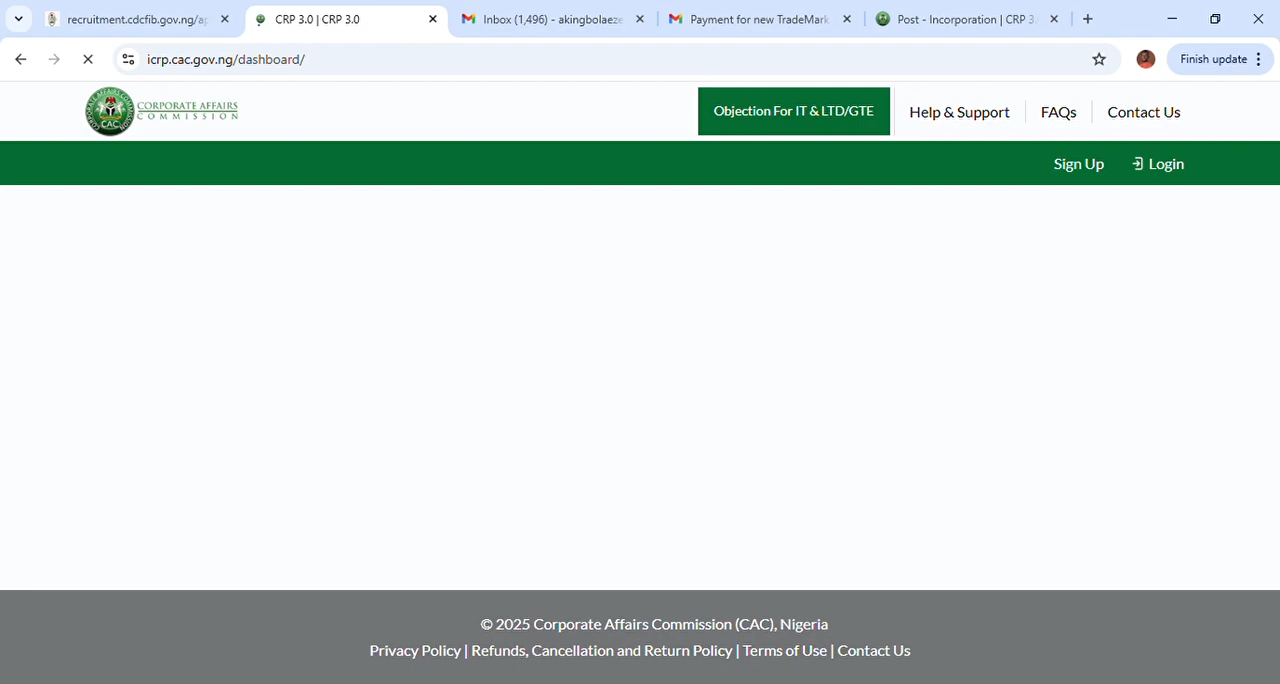 recruitment.cdcfib.gov.ng/ap
CRP 3.0 | CRP 3.0
Inbox (1,496) - akingbolaeze
Payment for new TradeMark
Post - Incorporation | CRP 3.
icrp.cac.gov.ng/dashboard/
Finish update
CAC
CORPORATE AFFAIRS
COMMISSION
Objection For IT & LTD/GTE
Help & Support
FAQs
Contact Us
Sign Up
Login
© 2025 Corporate Affairs Commission (CAC), Nigeria
Privacy Policy | Refunds, Cancellation and Return Policy | Terms of Use | Contact Us